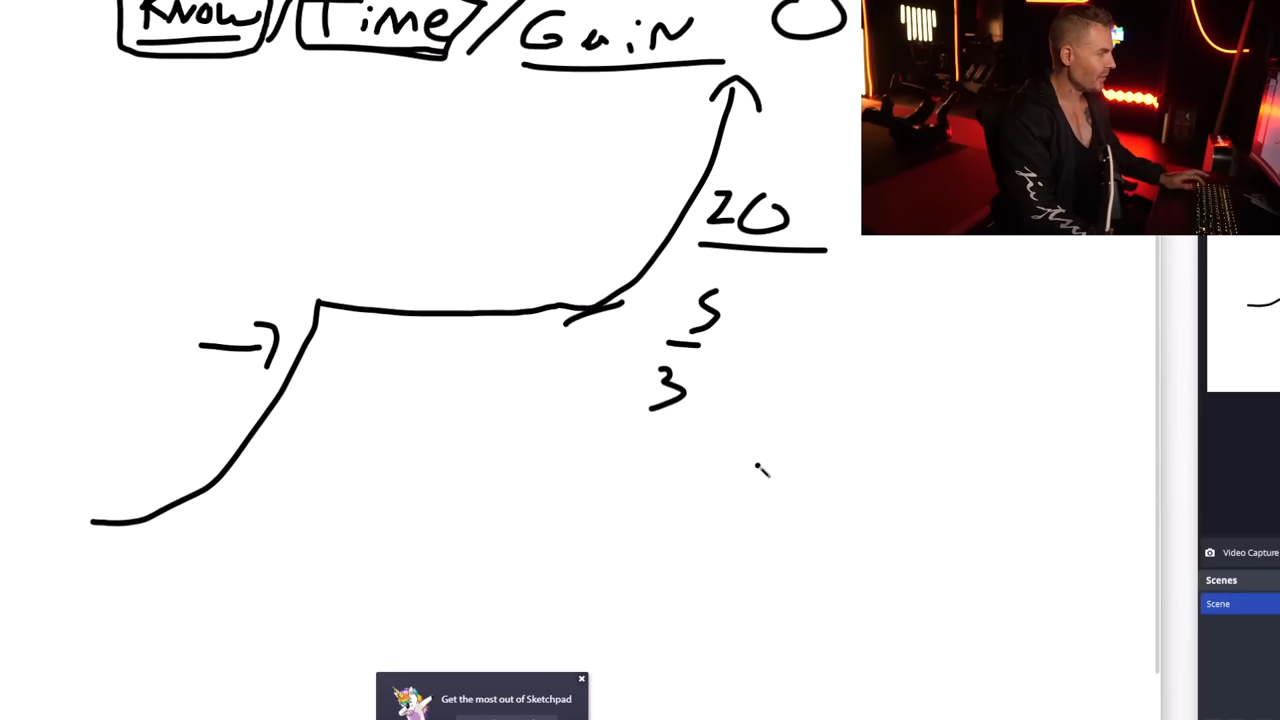 Know/Time/GaiN
20
5
3
Get the most out of Sketchpad
Video Capture
Scenes
Scene